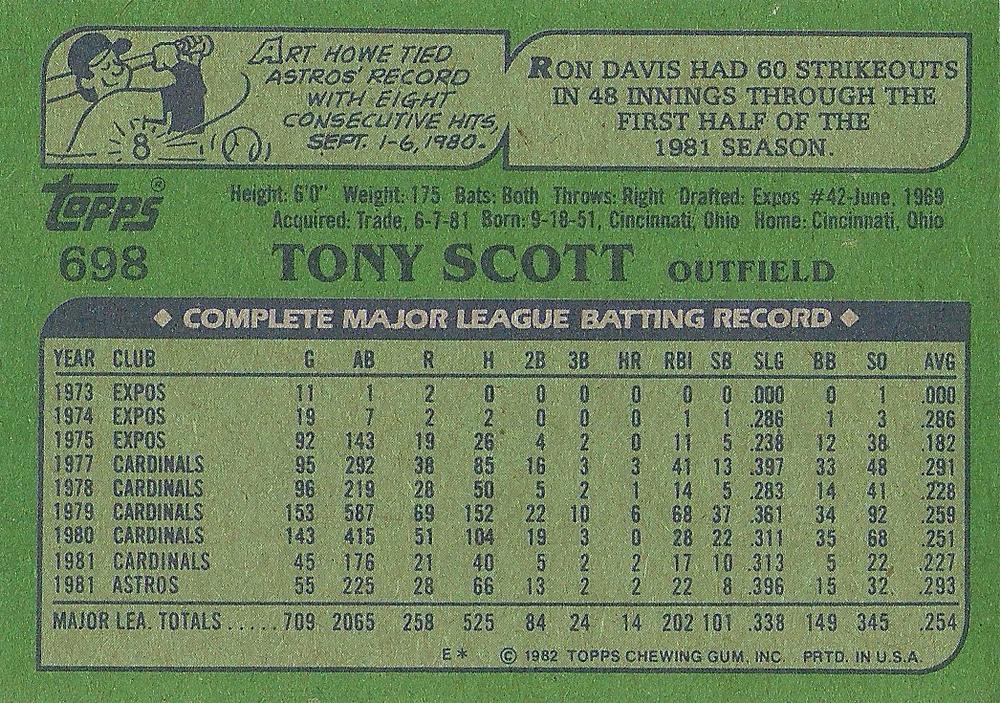 ART HOWE TIED
ASTROS' RECORD
WITH EIGHT
CONSECUTIVE HITS,
SEPT. 1-6, 1980.
8
RON DAVIS HAD 60 STRIKEOUTS
IN 48 INNINGS THROUGH THE
FIRST HALF OF THE
1981 SEASON.
TOPPS®
Height: 6'0" Weight: 175 Bats: Both Throws: Right Drafted: Expos #42-June, 1969
Acquired: Trade, 6-7-81 Born: 9-18-51, Cincinnati, Ohio Home: Cincinnati, Ohio
698 TONY SCOTT OUTFIELD
◆ COMPLETE MAJOR LEAGUE BATTING RECORD ◆
YEAR CLUB G AB R H 2B 3B HR RBI SB SLG BB SO AVG
1973 EXPOS 11 1 2 0 0 0 0 0 0 .000 0 1 .000
1974 EXPOS 19 7 2 2 0 0 0 1 1 .286 1 3 .286
1975 EXPOS 92 143 19 26 4 2 0 11 5 .238 12 38 .182
1977 CARDINALS 95 292 38 85 16 3 3 41 13 .397 33 48 .291
1978 CARDINALS 96 219 28 50 5 2 1 14 5 .283 14 41 .228
1979 CARDINALS 153 587 69 152 22 10 6 68 37 .361 34 92 .259
1980 CARDINALS 143 415 51 104 19 3 0 28 22 .311 35 68 .251
1981 CARDINALS 45 176 21 40 5 2 2 17 10 .313 5 22 .227
1981 ASTROS 55 225 28 66 13 2 2 22 8 .396 15 32 .293
MAJOR LEA. TOTALS.....709 2065 258 525 84 24 14 202 101 .338 149 345 .254
E* © 1982 TOPPS CHEWING GUM, INC. PRTD. IN U.S.A.